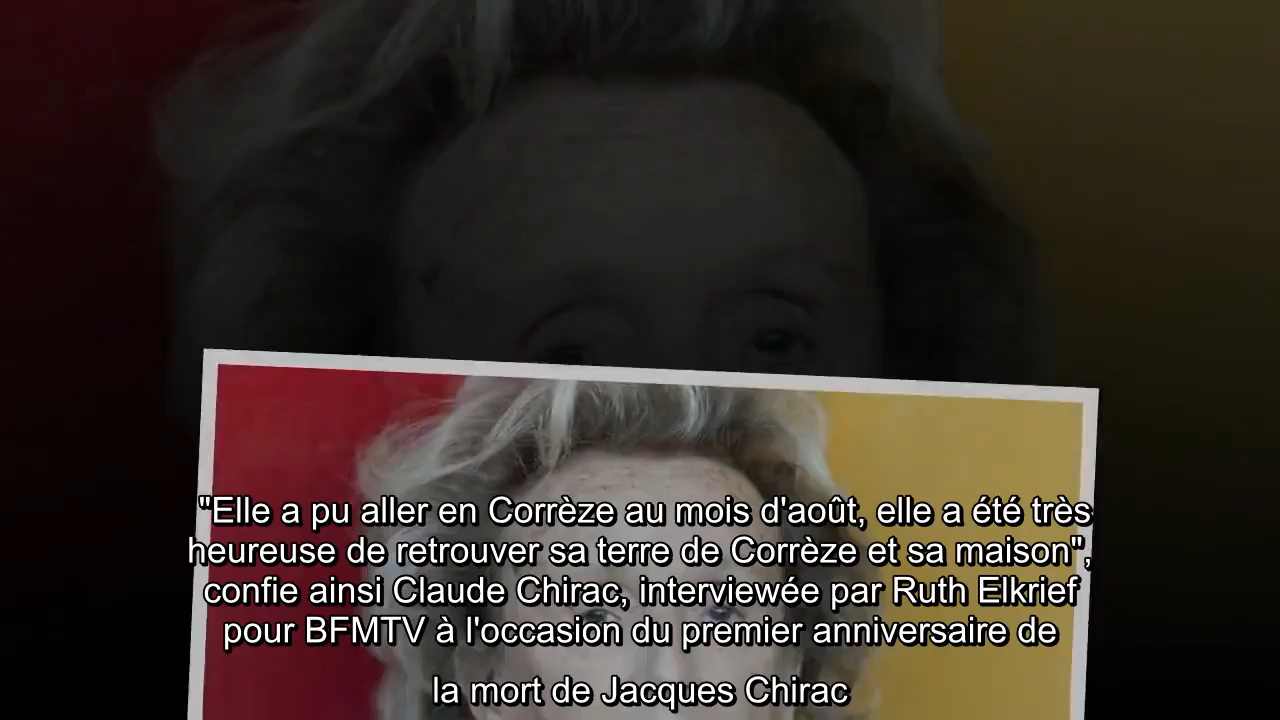 "Elle a pu aller en Corrèze au mois d'août, elle a été très
heureuse de retrouver sa terre de Corrèze et sa maison",
confie ainsi Claude Chirac, interviewée par Ruth Elkrief
pour BFMTV à l'occasion du premier anniversaire de
la mort de Jacques Chirac